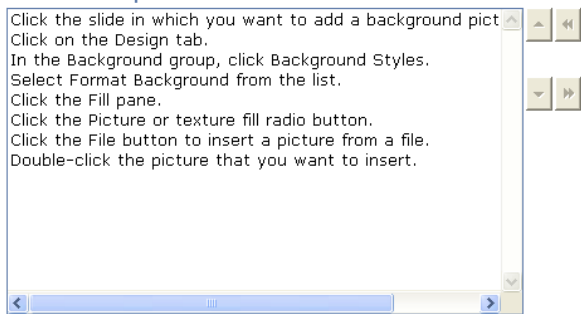 Click the slide in which you want to add a background pict
Click on the Design tab.
In the Background group, click Background Styles.
Select Format Background from the list.
Click the Fill pane.
Click the Picture or texture fill radio button.
Click the File button to insert a picture from a file.
Double-click the picture that you want to insert.